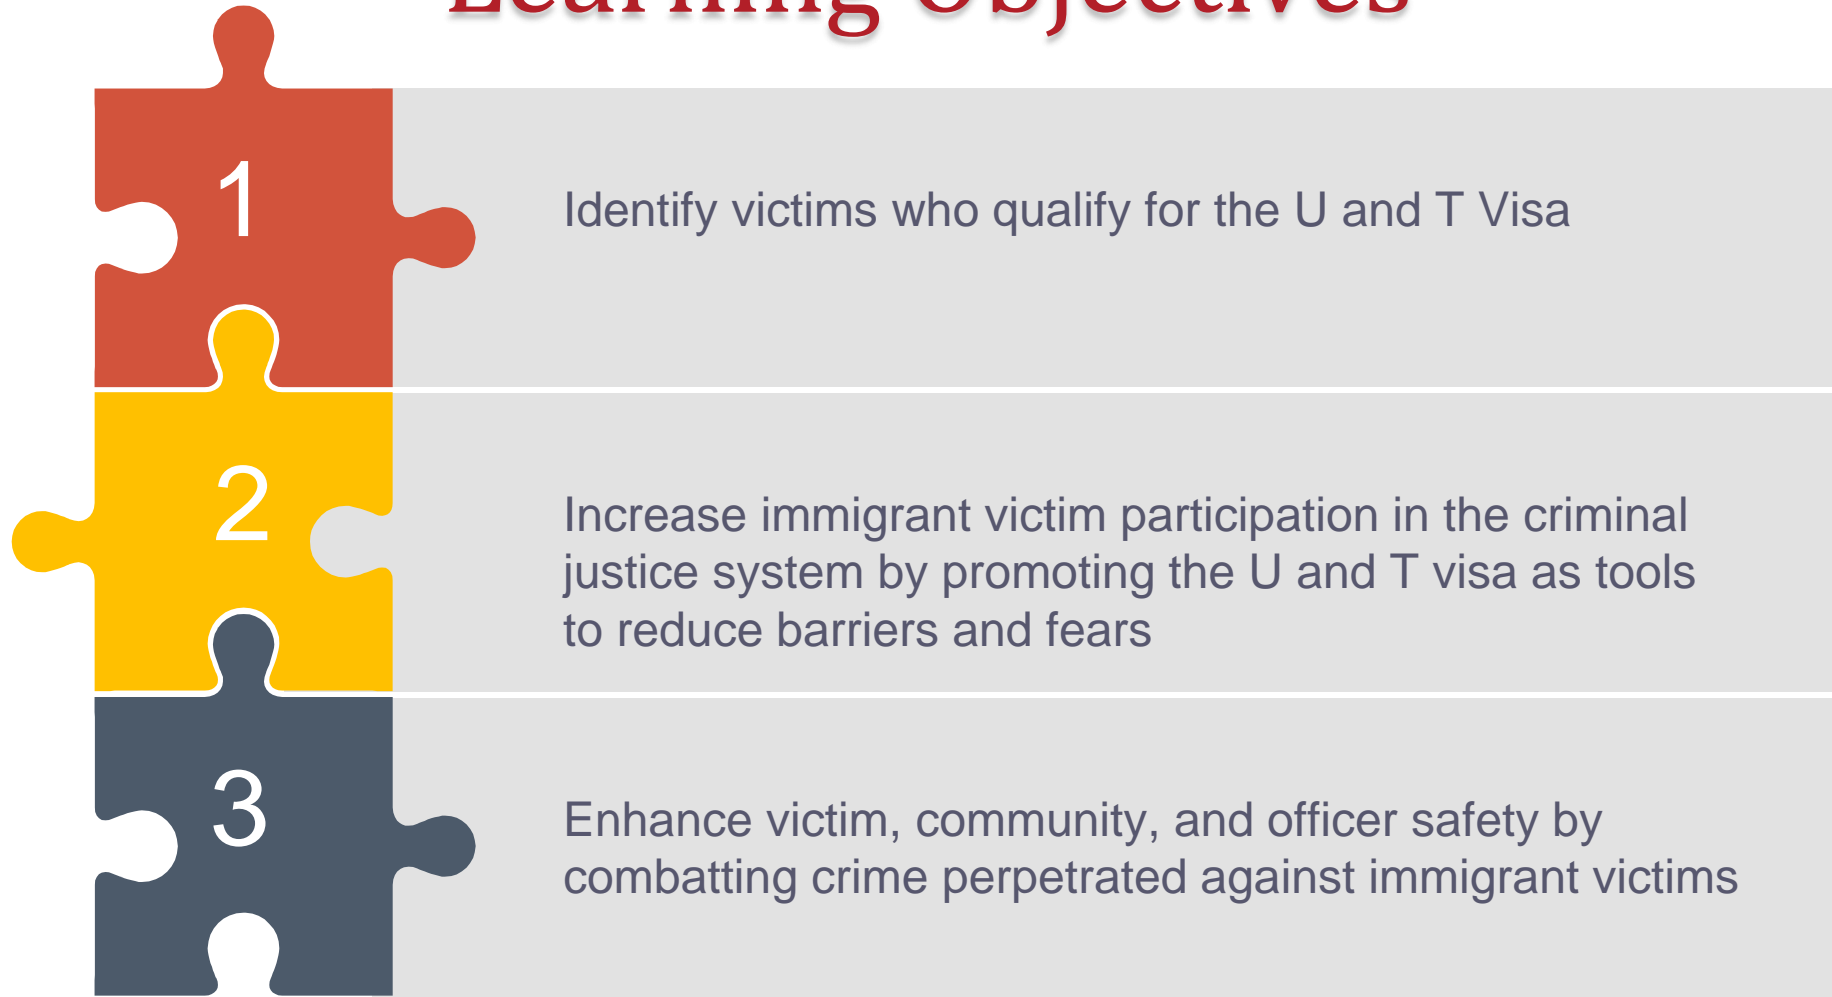 Learning Objectives
1
Identify victims who qualify for the U and T Visa
2
Increase immigrant victim participation in the criminal
justice system by promoting the U and T visa as tools
to reduce barriers and fears
3
Enhance victim, community, and officer safety by
combatting crime perpetrated against immigrant victims